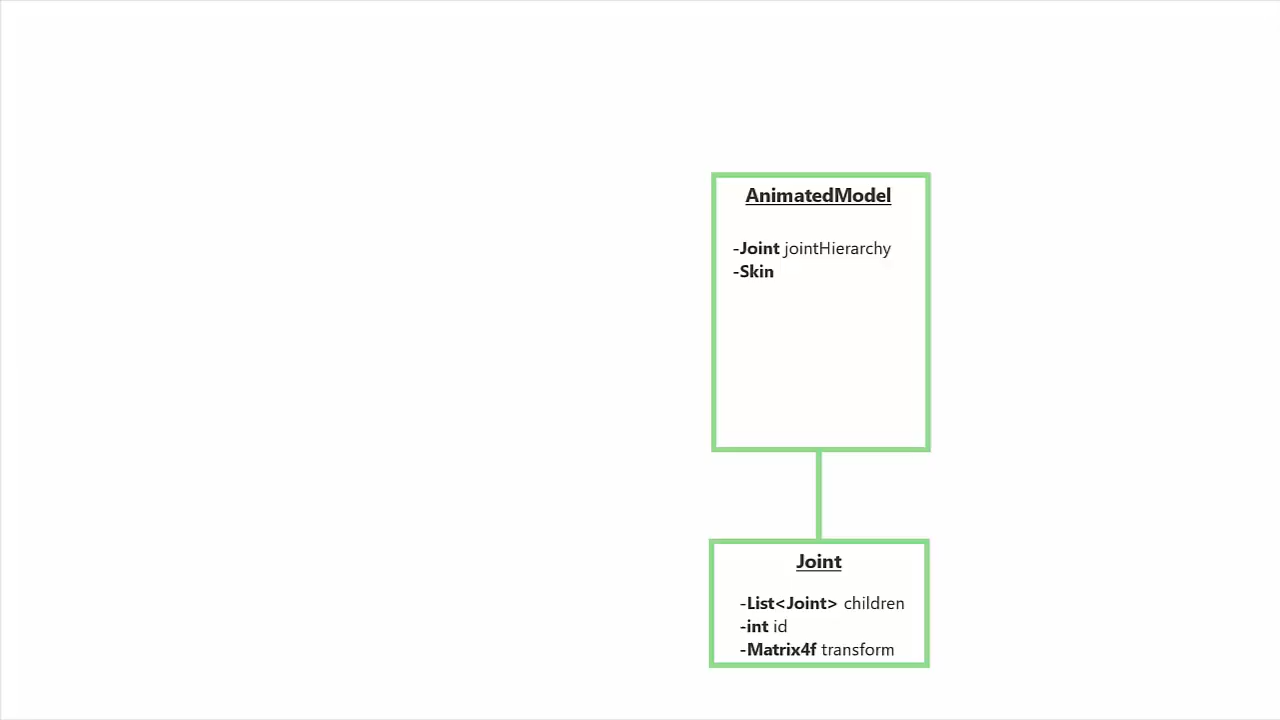 AnimatedModel
-Joint jointHierarchy
-Skin
Joint
-List<Joint> children
-int id
-Matrix4f transform